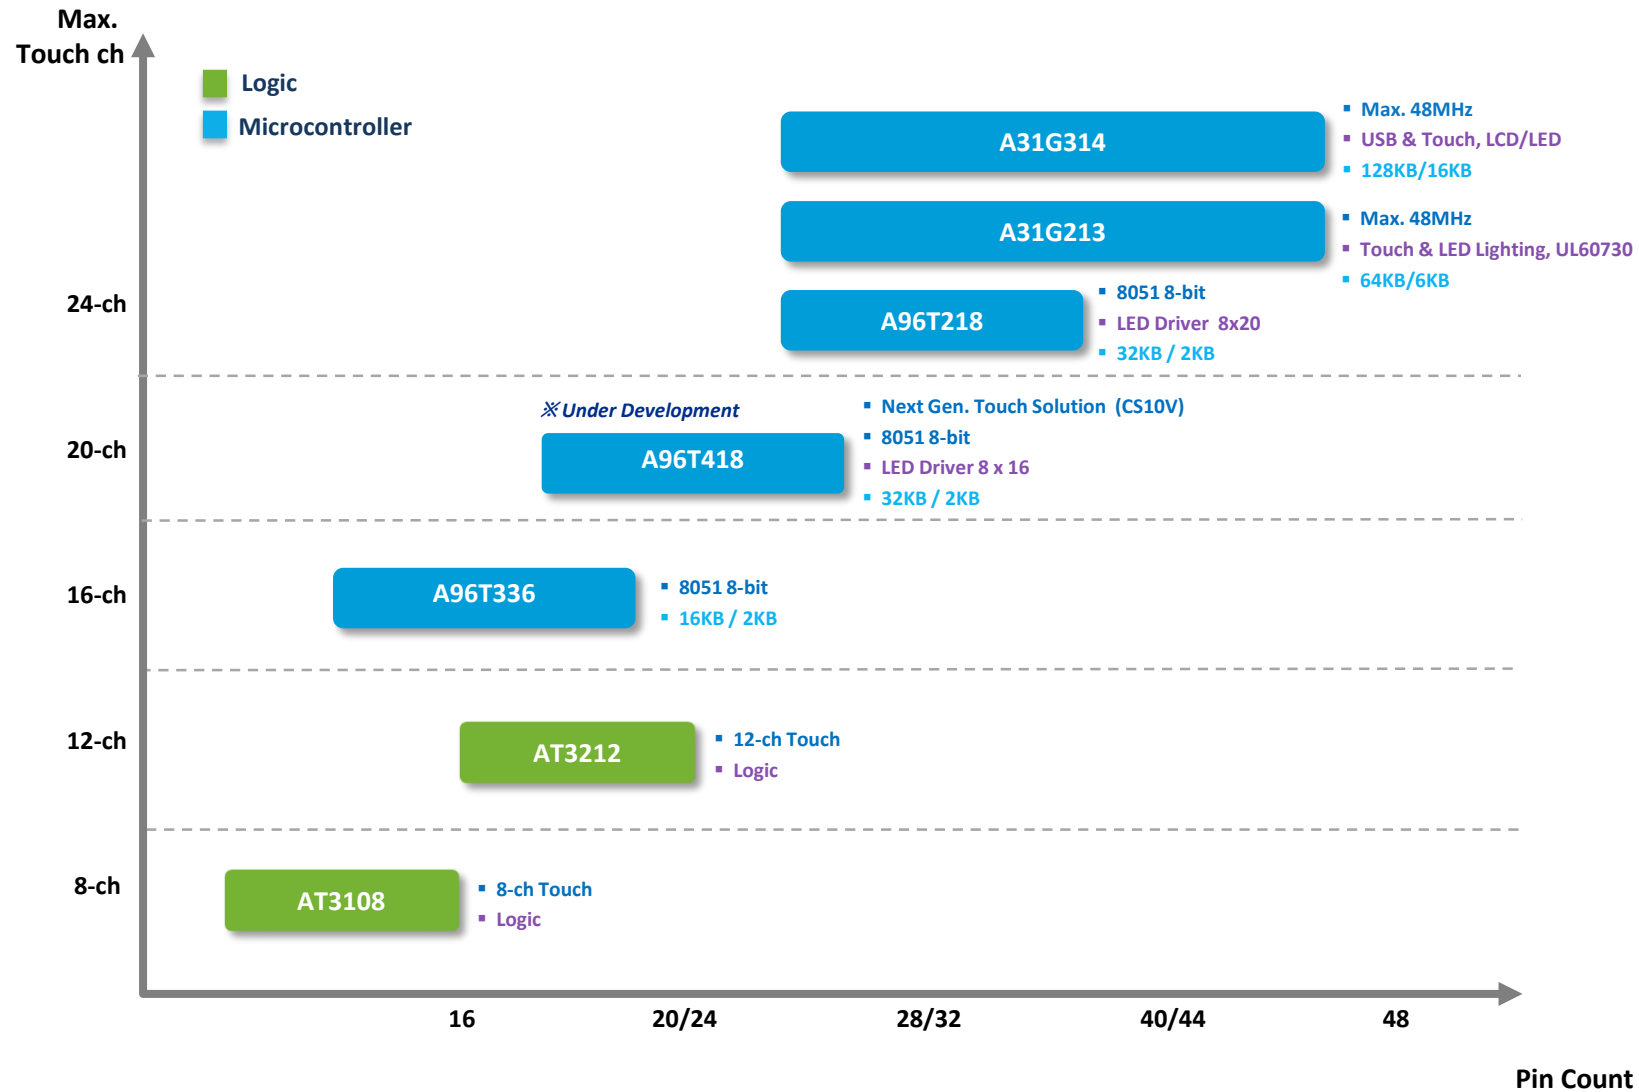 Max.
Touch ch
Logic
Microcontroller
A31G314
▪ Max. 48MHz
▪ USB & Touch, LCD/LED
▪ 128KB/16KB
A31G213
▪ Max. 48MHz
▪ Touch & LED Lighting, UL60730
▪ 64KB/6KB
24-ch
A96T218
▪ 8051 8-bit
▪ LED Driver 8x20
▪ 32KB / 2KB
※ Under Development
20-ch
A96T418
▪ Next Gen. Touch Solution (CS10V)
▪ 8051 8-bit
▪ LED Driver 8 x 16
▪ 32KB / 2KB
16-ch
A96T336
▪ 8051 8-bit
▪ 16KB / 2KB
12-ch
AT3212
▪ 12-ch Touch
▪ Logic
8-ch
AT3108
▪ 8-ch Touch
▪ Logic
16 20/24 28/32 40/44 48
Pin Count